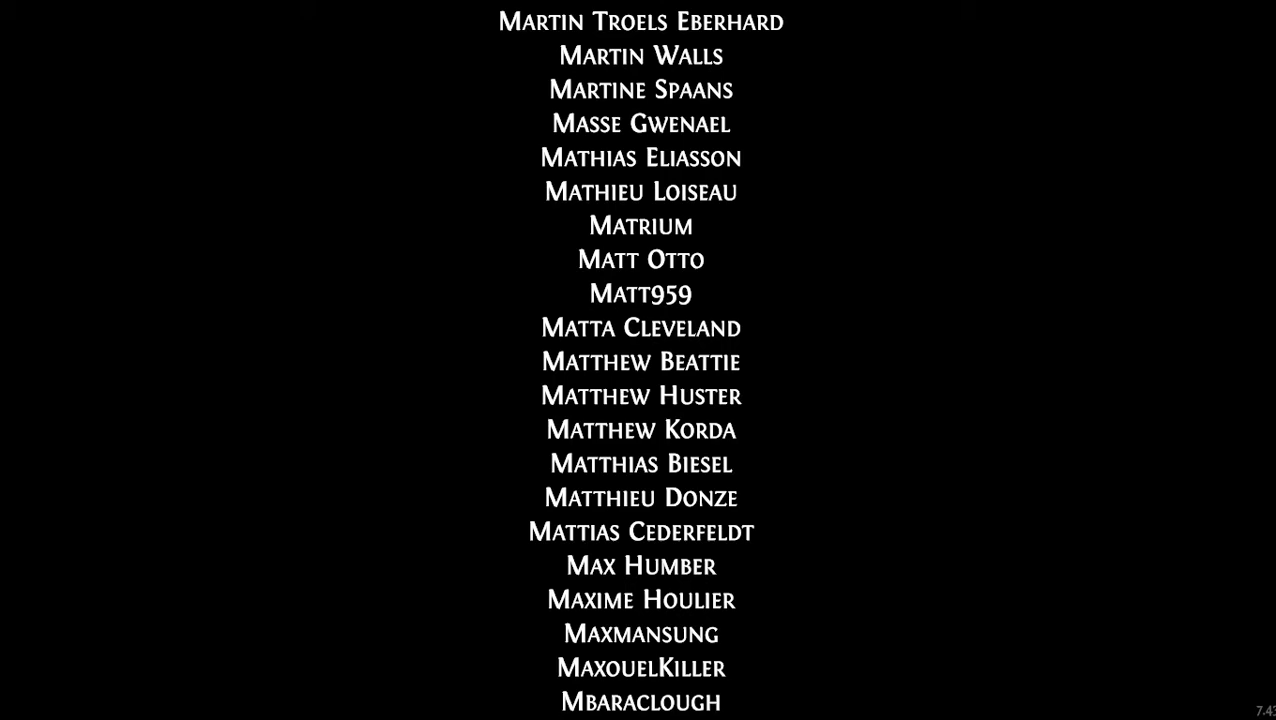 Martin Troels Eberhard
Martin Walls
Martine Spaans
Masse Gwenael
Mathias Eliasson
Mathieu Loiseau
Matrium
Matt Otto
Matt959
Matta Cleveland
Matthew Beattie
Matthew Huster
Matthew Korda
Matthias Biesel
Matthieu Donze
Mattias Cederfeldt
Max Humber
Maxime Houlier
Maxmansung
MaxouelKiller
Mbaraclough
7.43